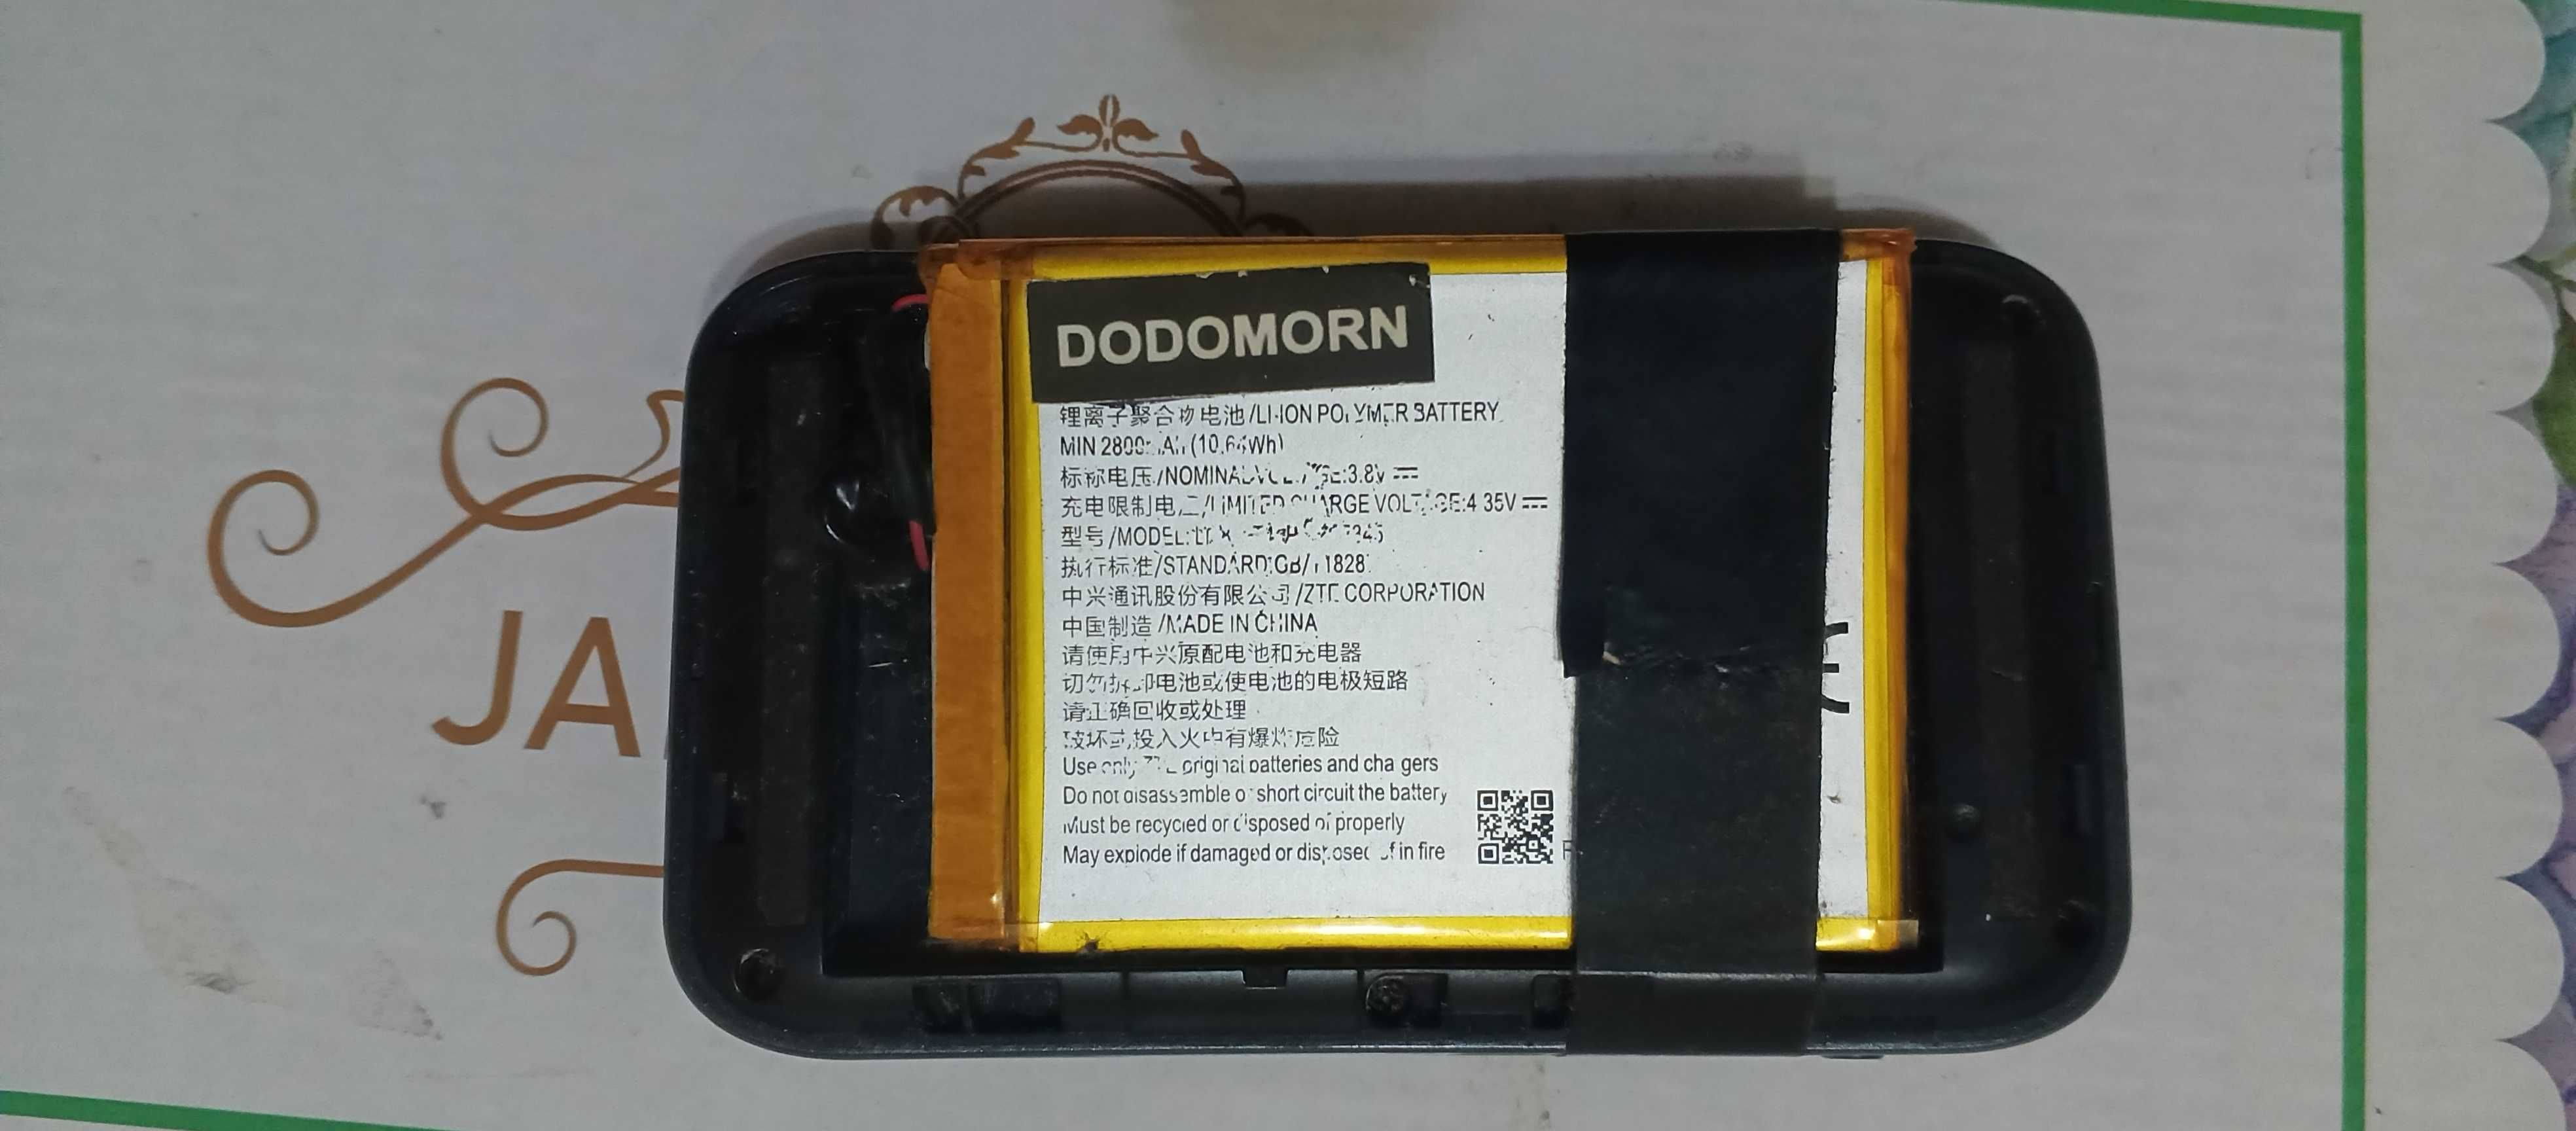 DODOMORN
锂离子聚合物电池/LI-ION POLYMER BATTERY
MIN 2800mAh (10.64Wh)
标称电压/NOMINAL VOLTAGE:3.8V
充电限制电压/LIMITED CHARGE VOLTAGE:4.35V
型号/MODEL:
执行标准/STANDARD:GB/T18287
中兴通讯股份有限公司/ZTE CORPORATION
中国制造/MADE IN CHINA
请使用中兴原配电池和充电器
切勿拆卸电池或使电池的电极短路
请正确回收或处理
破坏或投入火中有爆炸危险
Use only ZTE original batteries and chargers
Do not disassemble or short circuit the battery
Must be recycled or disposed of properly
May explode if damaged or disposed of in fire
JA